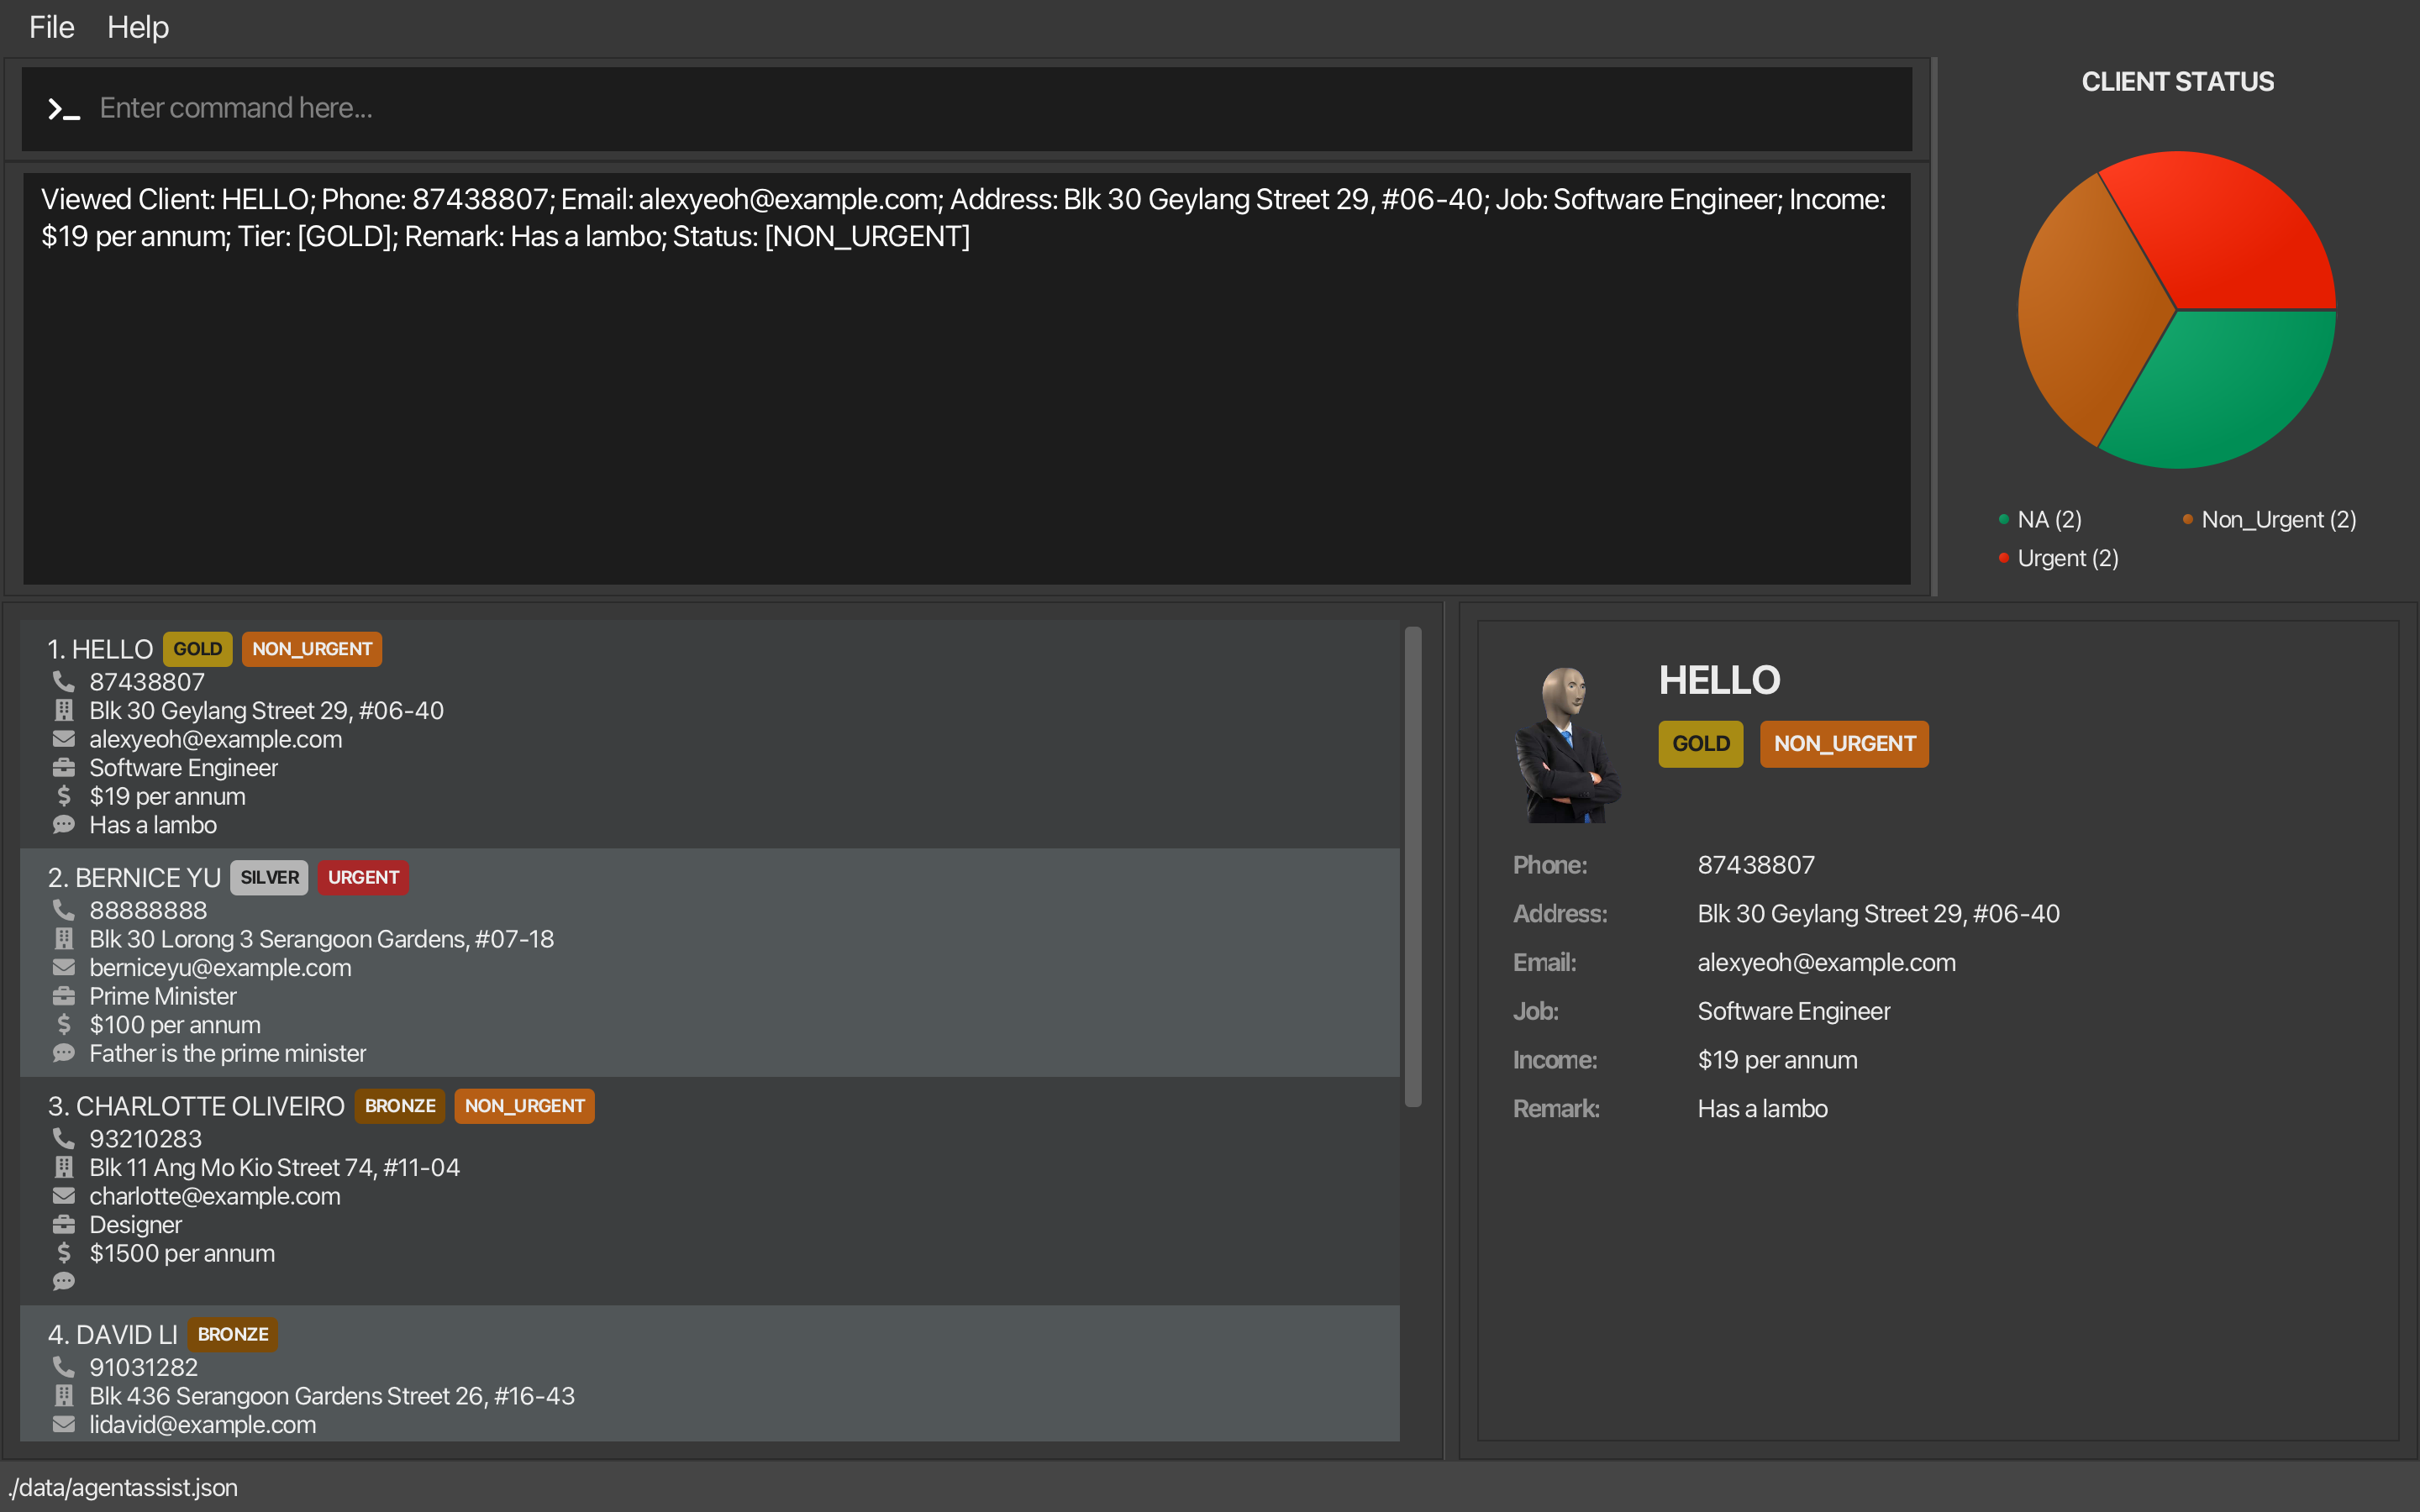 File Help
Enter command here...
Viewed Client: HELLO; Phone: 87438807; Email: alexyeoh@example.com; Address: Blk 30 Geylang Street 29, #06-40; Job: Software Engineer; Income:
$19 per annum; Tier: [GOLD]; Remark: Has a lambo; Status: [NON_URGENT]
CLIENT STATUS
NA (2) Non_Urgent (2)
Urgent (2)
1. HELLO GOLD NON_URGENT
87438807
Blk 30 Geylang Street 29, #06-40
alexyeoh@example.com
Software Engineer
$19 per annum
Has a lambo
2. BERNICE YU SILVER URGENT
88888888
Blk 30 Lorong 3 Serangoon Gardens, #07-18
berniceyu@example.com
Prime Minister
$100 per annum
Father is the prime minister
3. CHARLOTTE OLIVEIRO BRONZE NON_URGENT
93210283
Blk 11 Ang Mo Kio Street 74, #11-04
charlotte@example.com
Designer
$1500 per annum
4. DAVID LI BRONZE
91031282
Blk 436 Serangoon Gardens Street 26, #16-43
lidavid@example.com
HELLO
GOLD NON_URGENT
Phone: 87438807
Address: Blk 30 Geylang Street 29, #06-40
Email: alexyeoh@example.com
Job: Software Engineer
Income: $19 per annum
Remark: Has a lambo
./data/agentassist.json